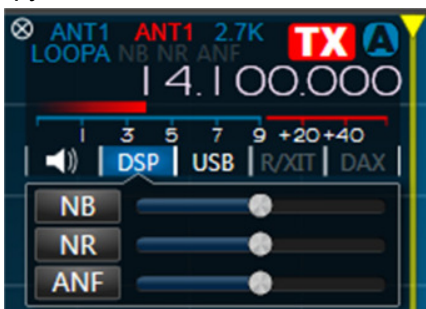 ANT1 ANT1 2.7K TX A
LOOPA NB NR ANF
14.100.000
1 3 5 7 9 +20 +40
DSP USB R/XIT DAX
NB
NR
ANF